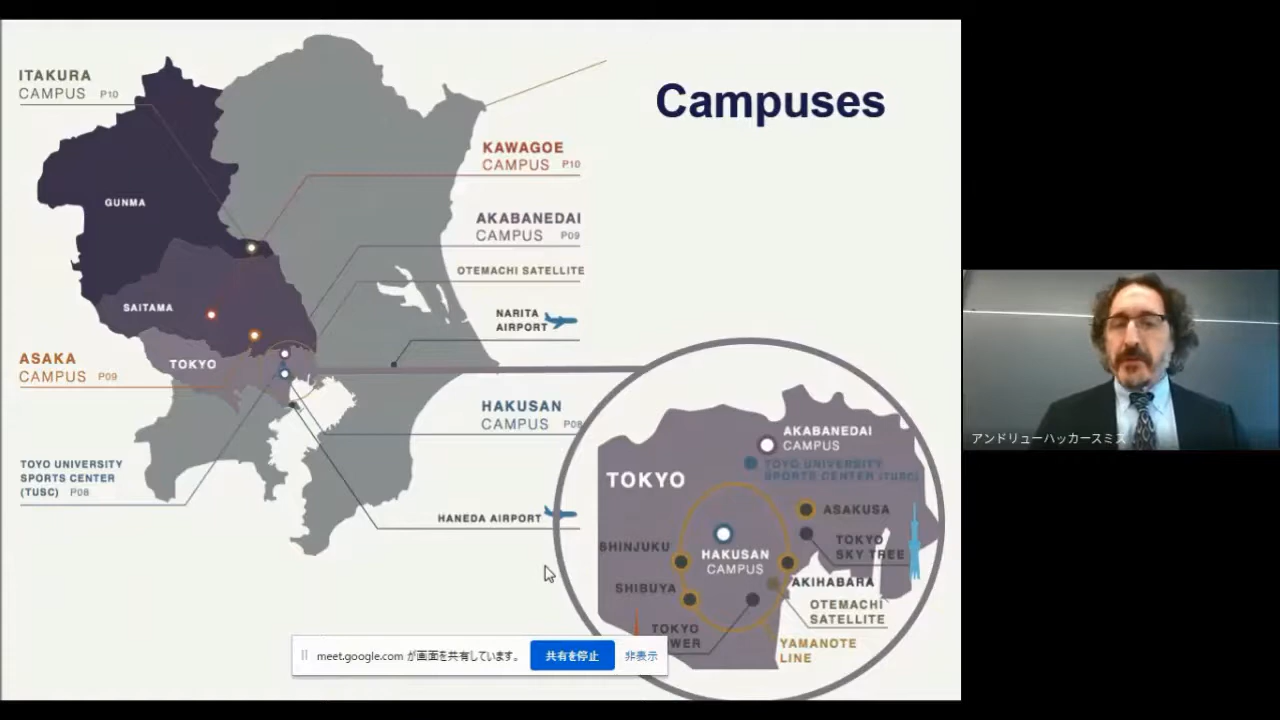 Campuses
ITAKURA
CAMPUS P10
KAWAGOE
CAMPUS P10
GUNMA
AKABANEDAI
CAMPUS P09
OTEMACHI SATELLITE
SAITAMA
NARITA
AIRPORT
ASAKA
CAMPUS P09
TOKYO
HAKUSAN
CAMPUS P08
TOYO UNIVERSITY
SPORTS CENTER
(TUSC) P08
HANEDA AIRPORT
TOKYO
AKABANEDAI
CAMPUS
TOYO UNIVERSITY
SPORTS CENTER (TUSC)
ASAKUSA
TOKYO
SKY TREE
SHINJUKU
HAKUSAN
CAMPUS
SHIBUYA
AKIHABARA
OTEMACHI
SATELLITE
TOKYO
WER
YAMANOTE
LINE
meet.google.com が画面を共有しています。 共有を停止 非表示
アンドリューハッカースミス